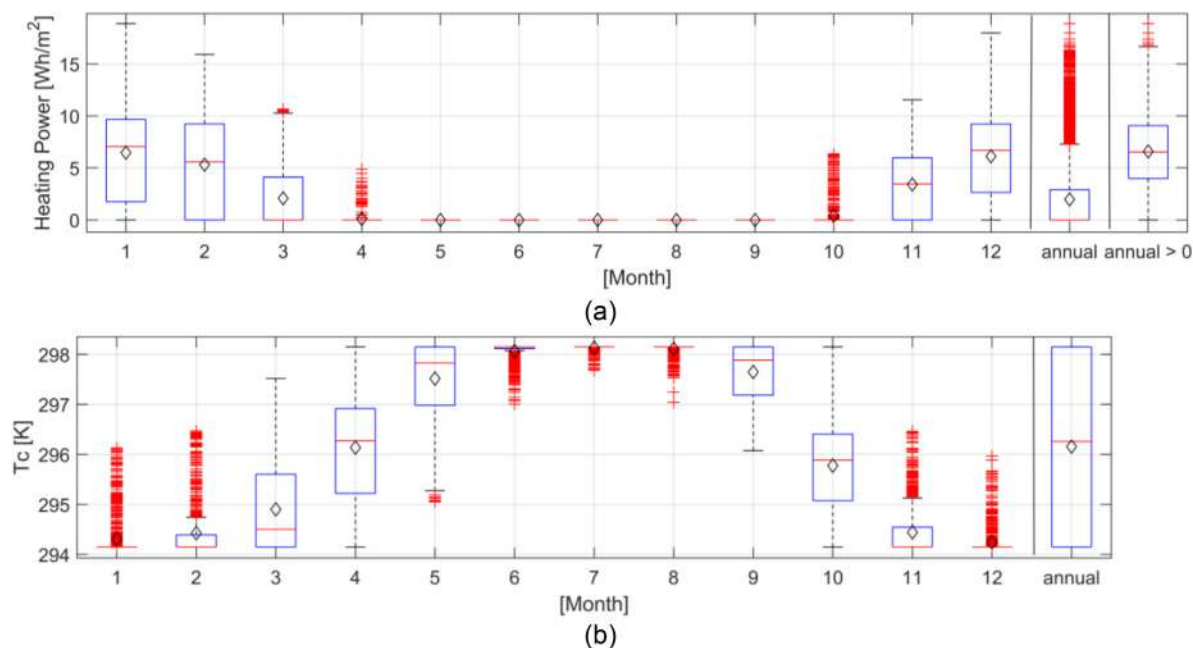 Heating Power [Wh/m²]
15
10
5
0
1 2 3 4 5 6 7 8 9 10 11 12 annual annual > 0
[Month]
(a)
Tc [K]
298
297
296
295
294
1 2 3 4 5 6 7 8 9 10 11 12 annual
[Month]
(b)